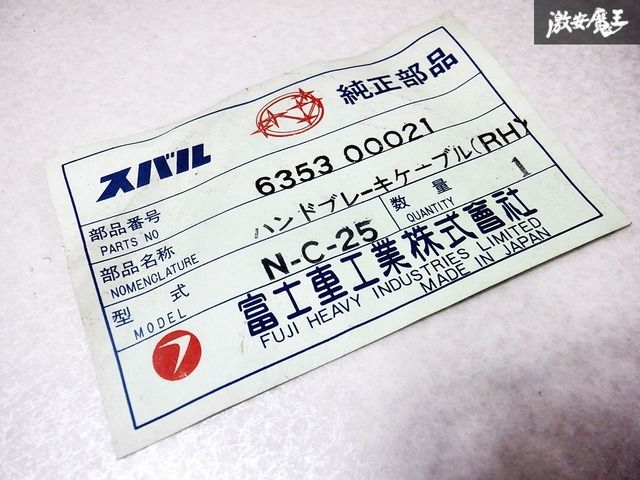 激安魔王
スバル 純正部品
部品番号 6353 00021
PARTS NO
部品名称 ハンドブレーキケーブル(RH)
NOMENCLATURE
型式 N-C-25 数量 1
MODEL QUANTITY
富士重工業株式會社
FUJI HEAVY INDUSTRIES LIMITED
MADE IN JAPAN